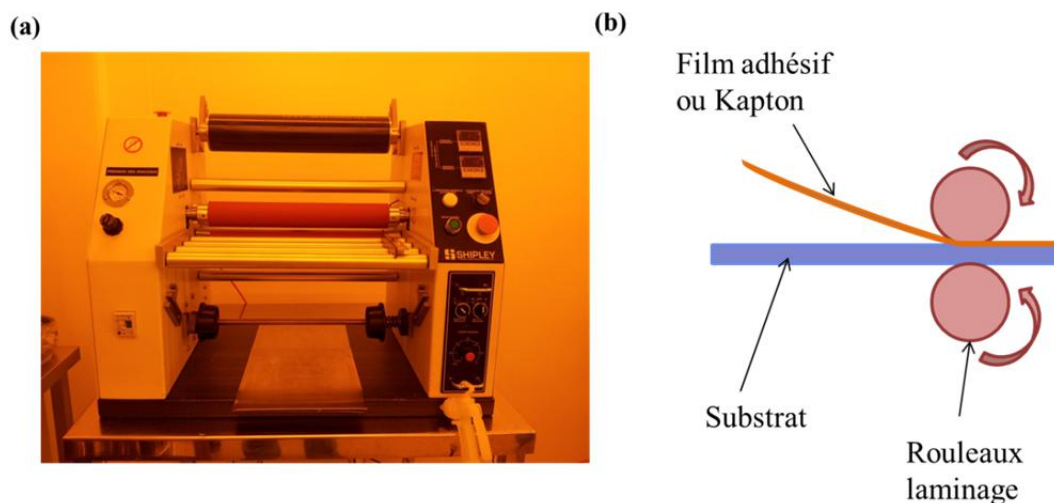 (a)
(b)
Film adhésif
ou Kapton
SHIPLEY
Substrat
Rouleaux
laminage